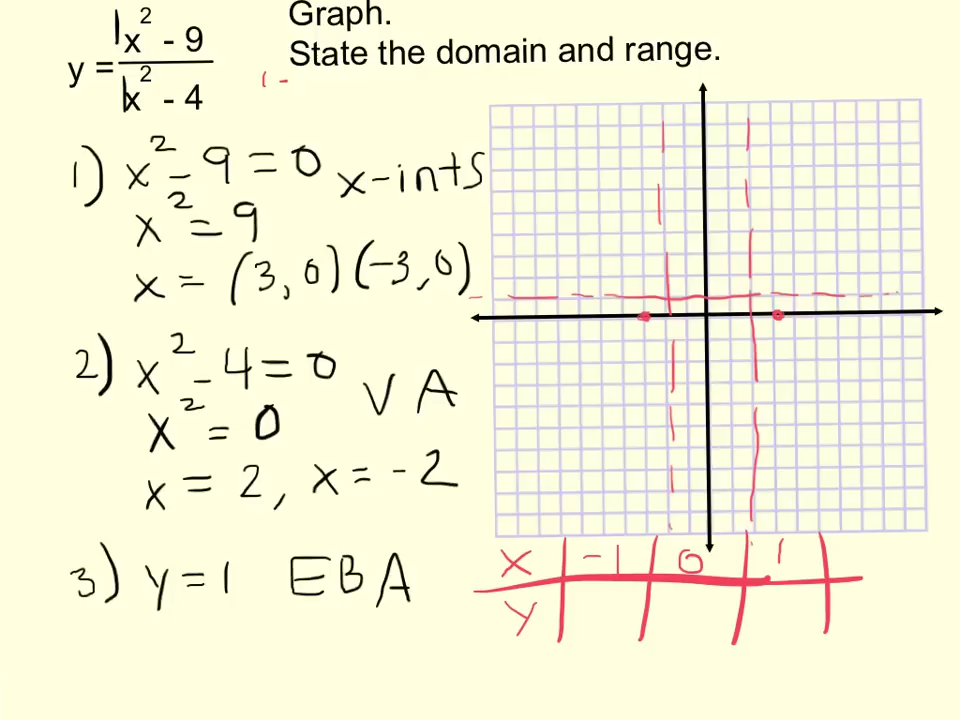 y = x² - 9 / x² - 4
Graph.
State the domain and range.
1 -
1) x² - 9 = 0 x-ints
x² = 9
x = (3, 0) (-3, 0)
2) x² - 4 = 0 VA
x² = 0
x = 2, x = -2
3) y = 1 EBA
x -1 0 1
y